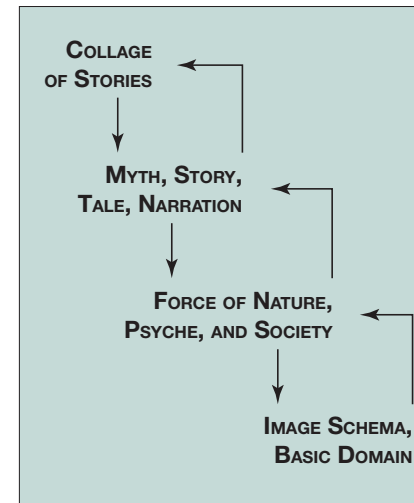 COLLAGE
OF STORIES
MYTH, STORY,
TALE, NARRATION
FORCE OF NATURE,
PSYCHE, AND SOCIETY
IMAGE SCHEMA,
BASIC DOMAIN